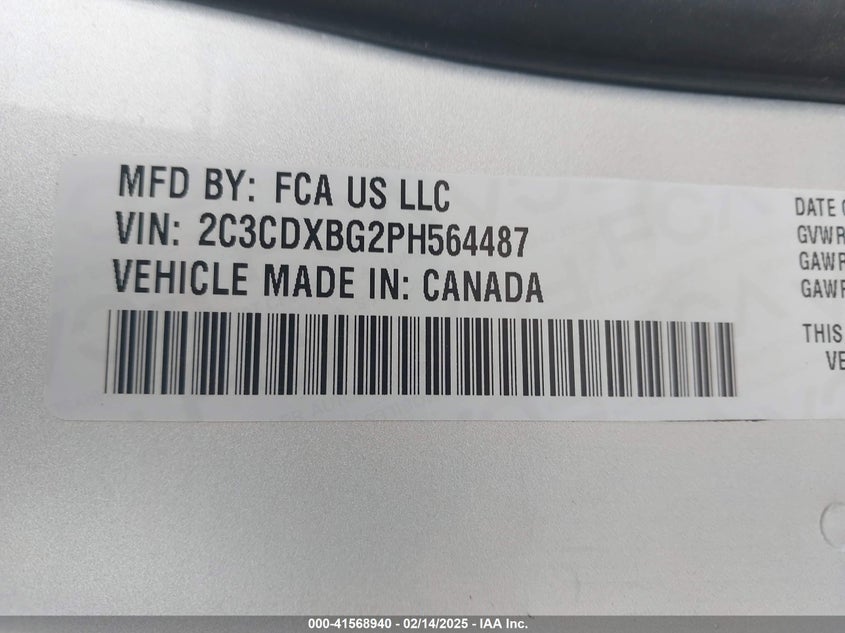 MFD BY: FCA US LLC
VIN: 2C3CDXBG2PH564487
VEHICLE MADE IN: CANADA
DATE
GVWR
GAWR
GAWR
THIS
000-41568940 - 02/14/2025 - IAA Inc.